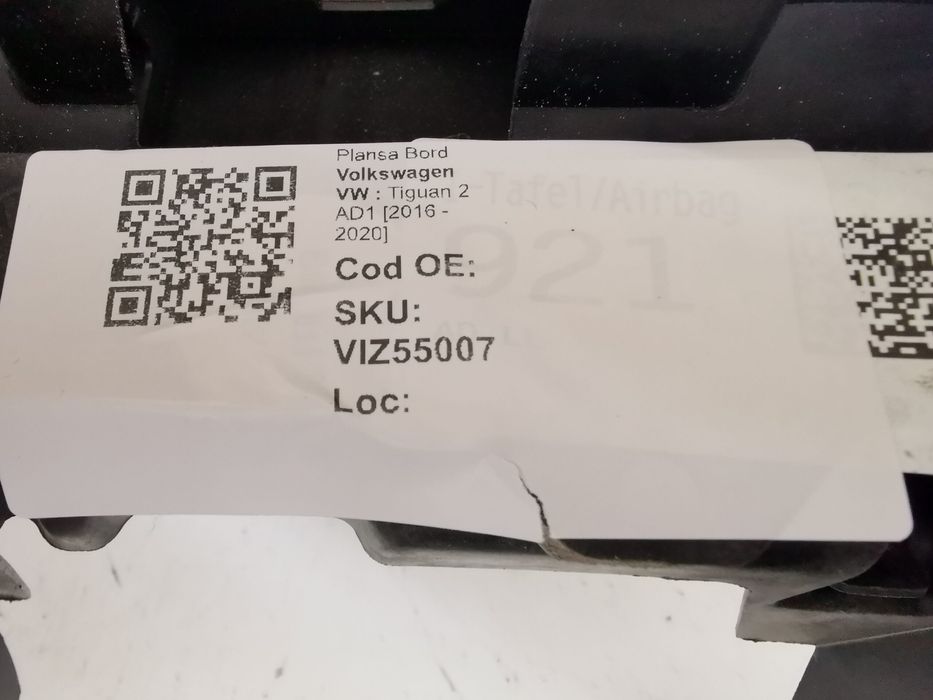 Plansa Bord
Volkswagen
VW : Tiguan 2
AD1 [2016 -
2020]
Cod OE:
SKU:
VIZ55007
Loc:
-Tafel/Airbag
921